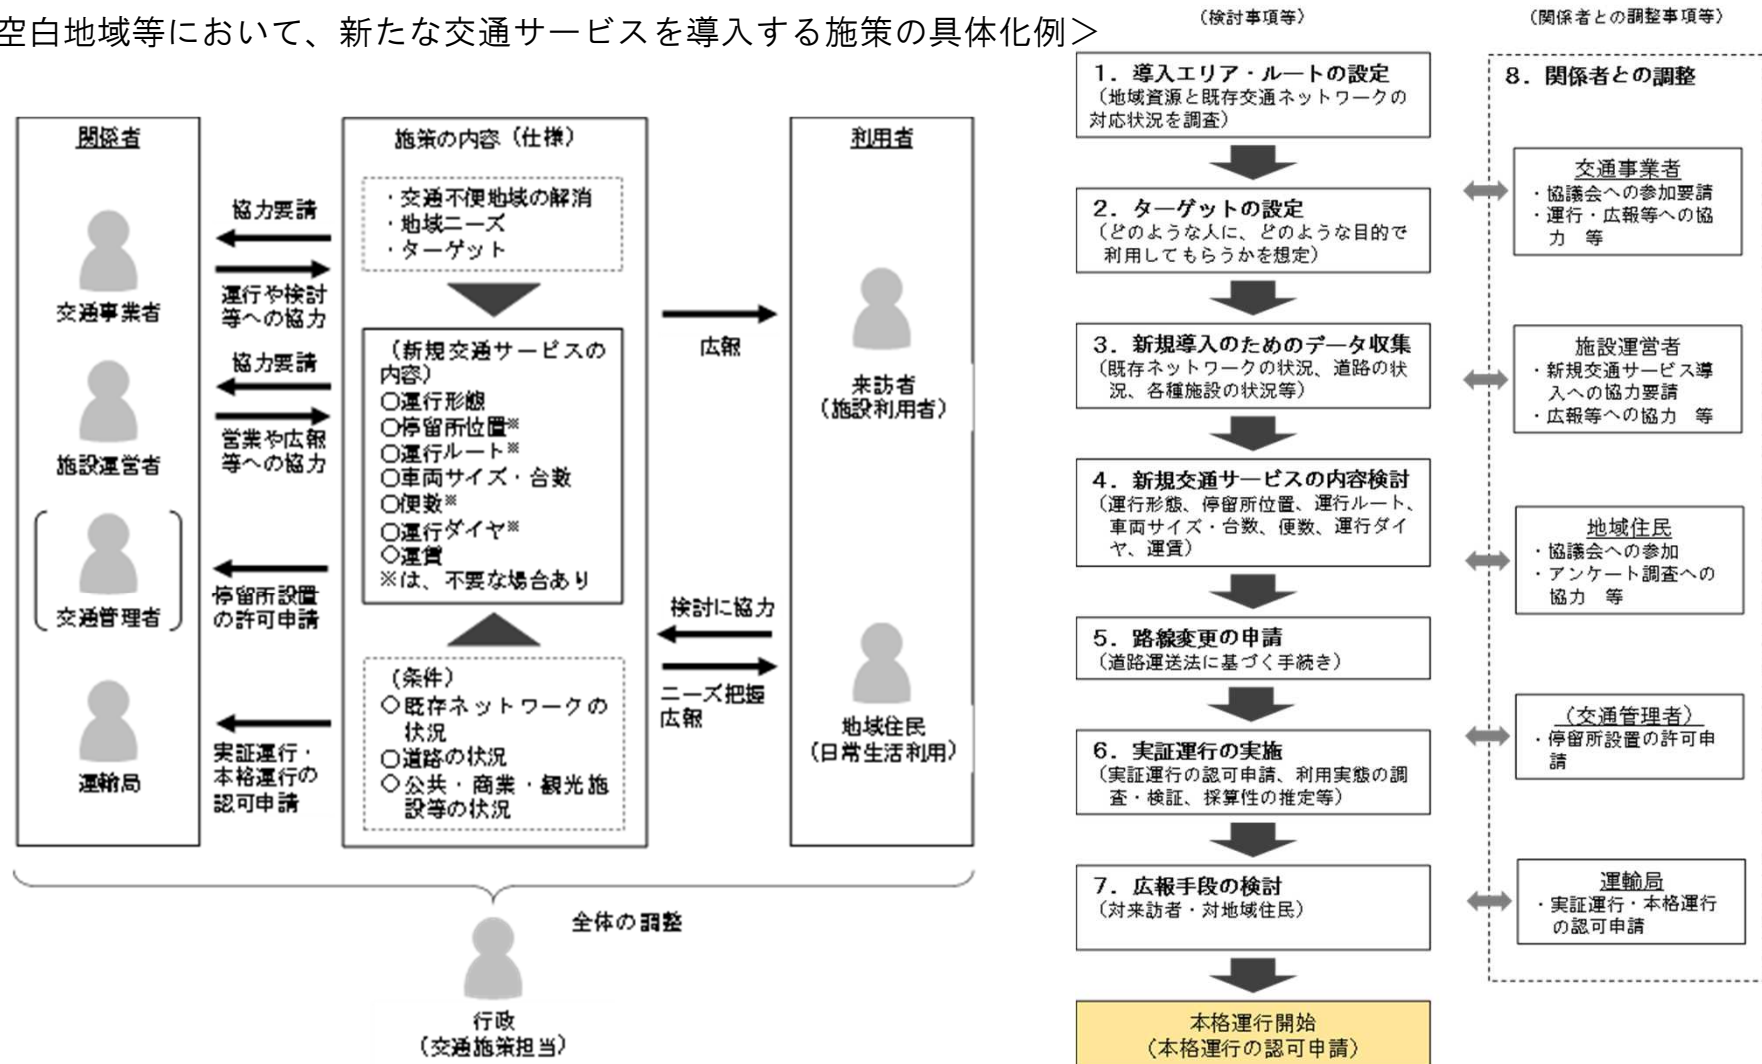 空白地域等において、新たな交通サービスを導入する施策の具体化例＞
関係者
協力要請
交通事業者
運行や検討
等への協力
協力要請
施設運営者
営業や広報
等への協力
交通管理者
停留所設置
の許可申請
運輸局
実証運行・
本格運行の
認可申請
施策の内容（仕様）
・交通不便地域の解消
・地域ニーズ
・ターゲット
（新規交通サービスの
内容）
○運行形態
○停留所位置※
○運行ルート※
○車両サイズ・台数
○便数※
○運行ダイヤ※
◇運賃
※は、不要な場合あり
（条件）
◇既存ネットワークの
状況
○道路の状況
◇公共・商業・観光施
設等の状況
利用者
広報
来訪者
（施設利用者）
検討に協力
ニーズ把握
広報
地域住民
（日常生活利用）
全体の調整
行政
（交通施策担当）
（検討事項等）
１．導入エリア・ルートの設定
（地域資源と既存交通ネットワークの
対応状況を調査）
２．ターゲットの設定
（どのような人に、どのような目的で
利用してもらうかを想定）
３．新規導入のためのデータ収集
（既存ネットワークの状況、道路の状
況、各種施設の状況等）
４．新規交通サービスの内容検討
（運行形態、停留所位置、運行ルート、
車両サイズ・台数、便数、運行ダイ
ヤ、運賃）
５．路線変更の申請
（道路運送法に基づく手続き）
６．実証運行の実施
（実証運行の認可申請、利用実態の調
査・検証、採算性の推定等）
７．広報手段の検討
（対来訪者・対地域住民）
本格運行開始
（本格運行の認可申請）
（関係者との調整事項等）
８．関係者との調整
交通事業者
・協議会への参加要請
・運行・広報等への協
力　等
施設運営者
・新規交通サービス導
入への協力要請
・広報等への協力　等
地域住民
・協議会への参加
・アンケート調査への
協力　等
（交通管理者）
・停留所設置の許可申
請
運輸局
・実証運行・本格運行
の認可申請